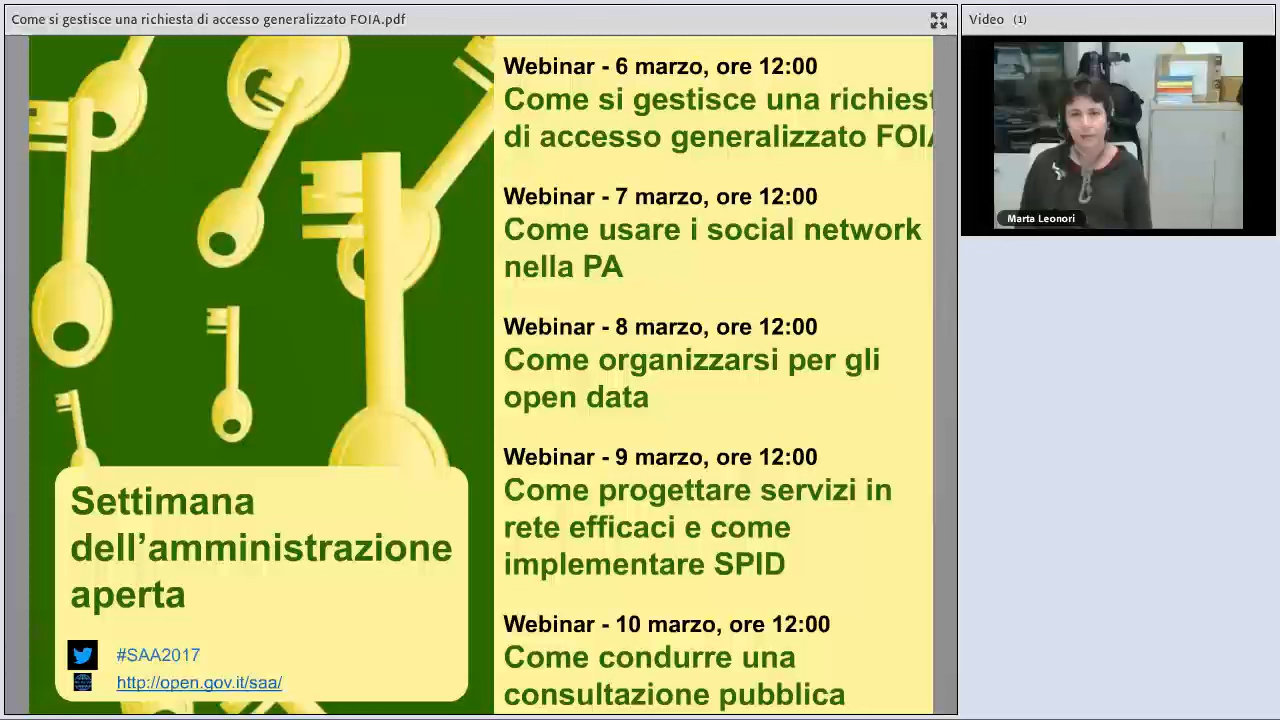 Come si gestisce una richiesta di accesso generalizzato FOIA.pdf
Video (1)
Marta Leonori
Webinar - 6 marzo, ore 12:00
Come si gestisce una richiest
di accesso generalizzato FOIA
Webinar - 7 marzo, ore 12:00
Come usare i social network
nella PA
Webinar - 8 marzo, ore 12:00
Come organizzarsi per gli
open data
Webinar - 9 marzo, ore 12:00
Come progettare servizi in
rete efficaci e come
implementare SPID
Webinar - 10 marzo, ore 12:00
Come condurre una
consultazione pubblica
Settimana
dell’amministrazione
aperta
#SAA2017
http://open.gov.it/saa/